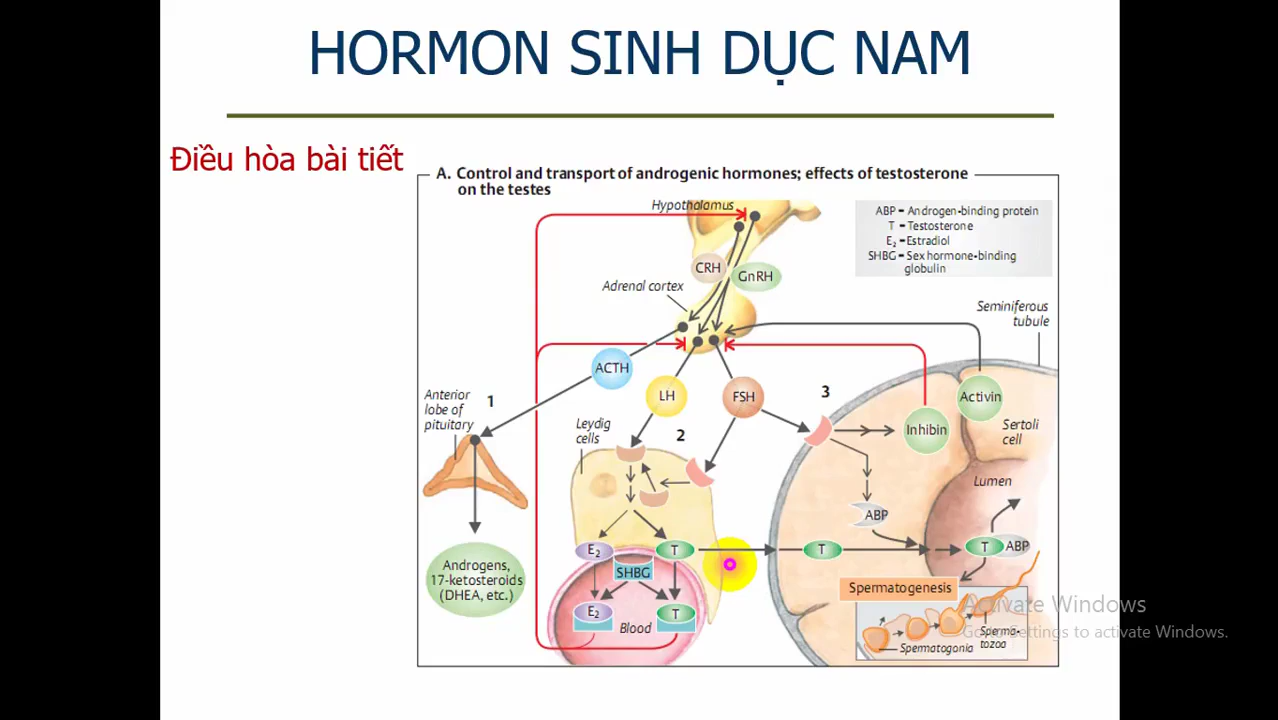 HORMON SINH DỤC NAM
Điều hòa bài tiết
A. Control and transport of androgenic hormones; effects of testosterone
on the testes
Hypothalamus
ABP = Androgen-binding protein
T = Testosterone
E₂ = Estradiol
SHBG = Sex hormone-binding
globulin
CRH
GnRH
Adrenal cortex
Seminiferous
tubule
ACTH
LH
FSH
3
Activin
Anterior
lobe of
pituitary
1
Leydig
cells
2
Inhibin
Sertoli
cell
Lumen
ABP
E₂
T
T
T
ABP
SHBG
Androgens,
17-ketosteroids
(DHEA, etc.)
E₂
T
Blood
Spermatogenesis
Sperma-
tozoa
Spermatogonia
Activate Windows
Go to Settings to activate Windows.